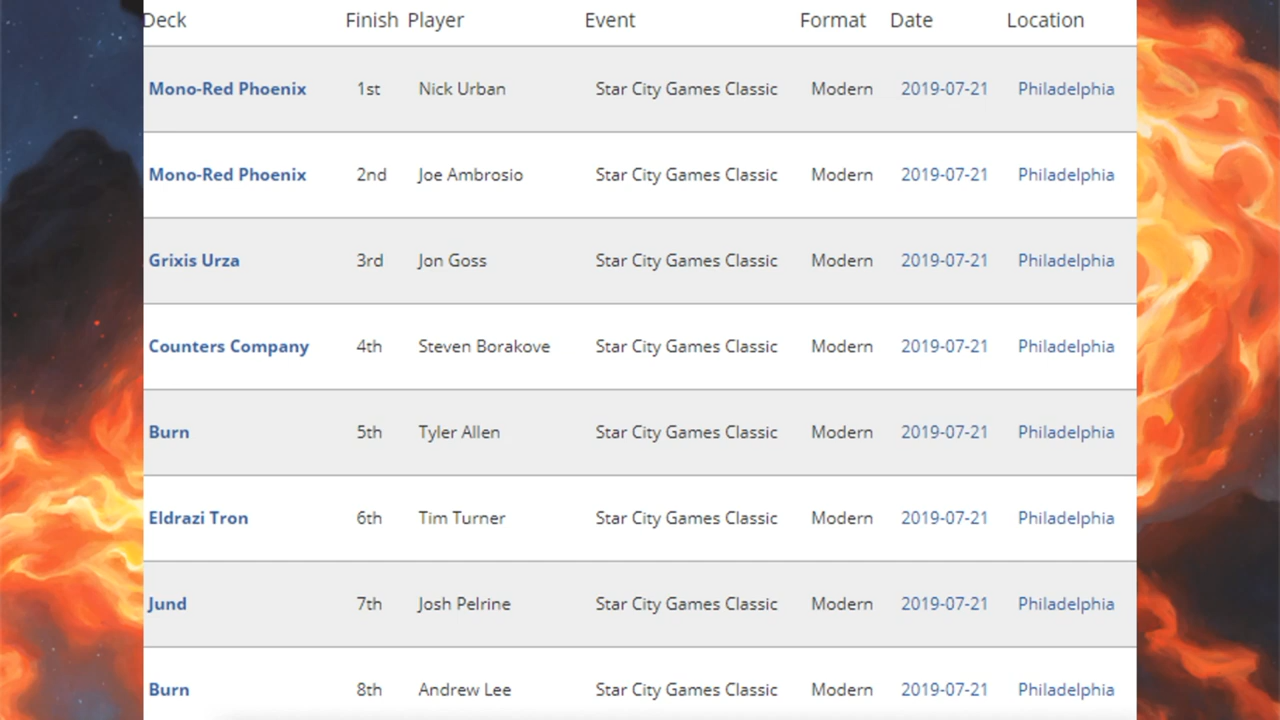 Deck Finish Player Event Format Date Location
Mono-Red Phoenix 1st Nick Urban Star City Games Classic Modern 2019-07-21 Philadelphia
Mono-Red Phoenix 2nd Joe Ambrosio Star City Games Classic Modern 2019-07-21 Philadelphia
Grixis Urza 3rd Jon Goss Star City Games Classic Modern 2019-07-21 Philadelphia
Counters Company 4th Steven Borakove Star City Games Classic Modern 2019-07-21 Philadelphia
Burn 5th Tyler Allen Star City Games Classic Modern 2019-07-21 Philadelphia
Eldrazi Tron 6th Tim Turner Star City Games Classic Modern 2019-07-21 Philadelphia
Jund 7th Josh Pelrine Star City Games Classic Modern 2019-07-21 Philadelphia
Burn 8th Andrew Lee Star City Games Classic Modern 2019-07-21 Philadelphia